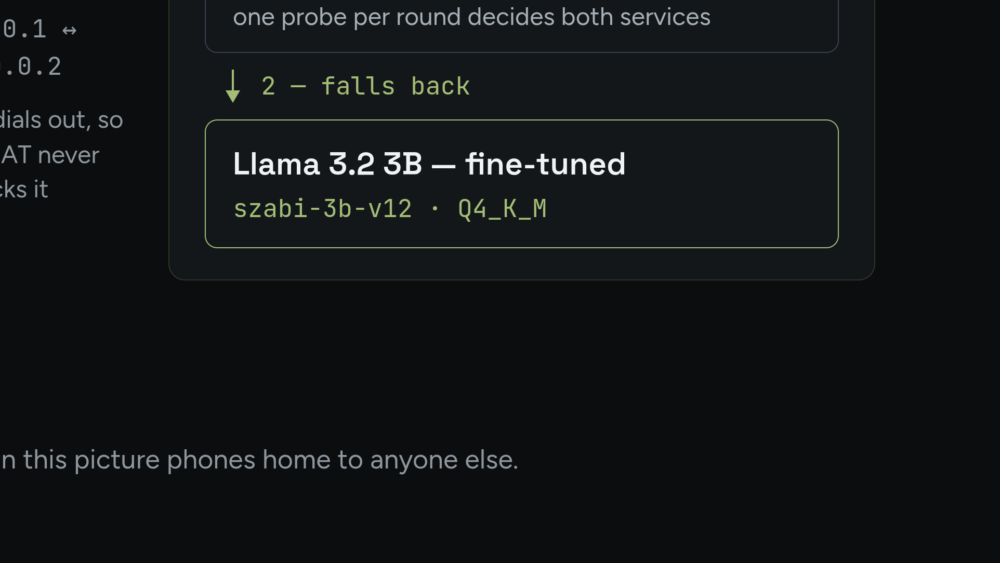 0.1 ↔
.0.2
dials out, so
AT never
cks it
one probe per round decides both services
2 — falls back
Llama 3.2 3B — fine-tuned
szabi-3b-v12 · Q4_K_M
n this picture phones home to anyone else.